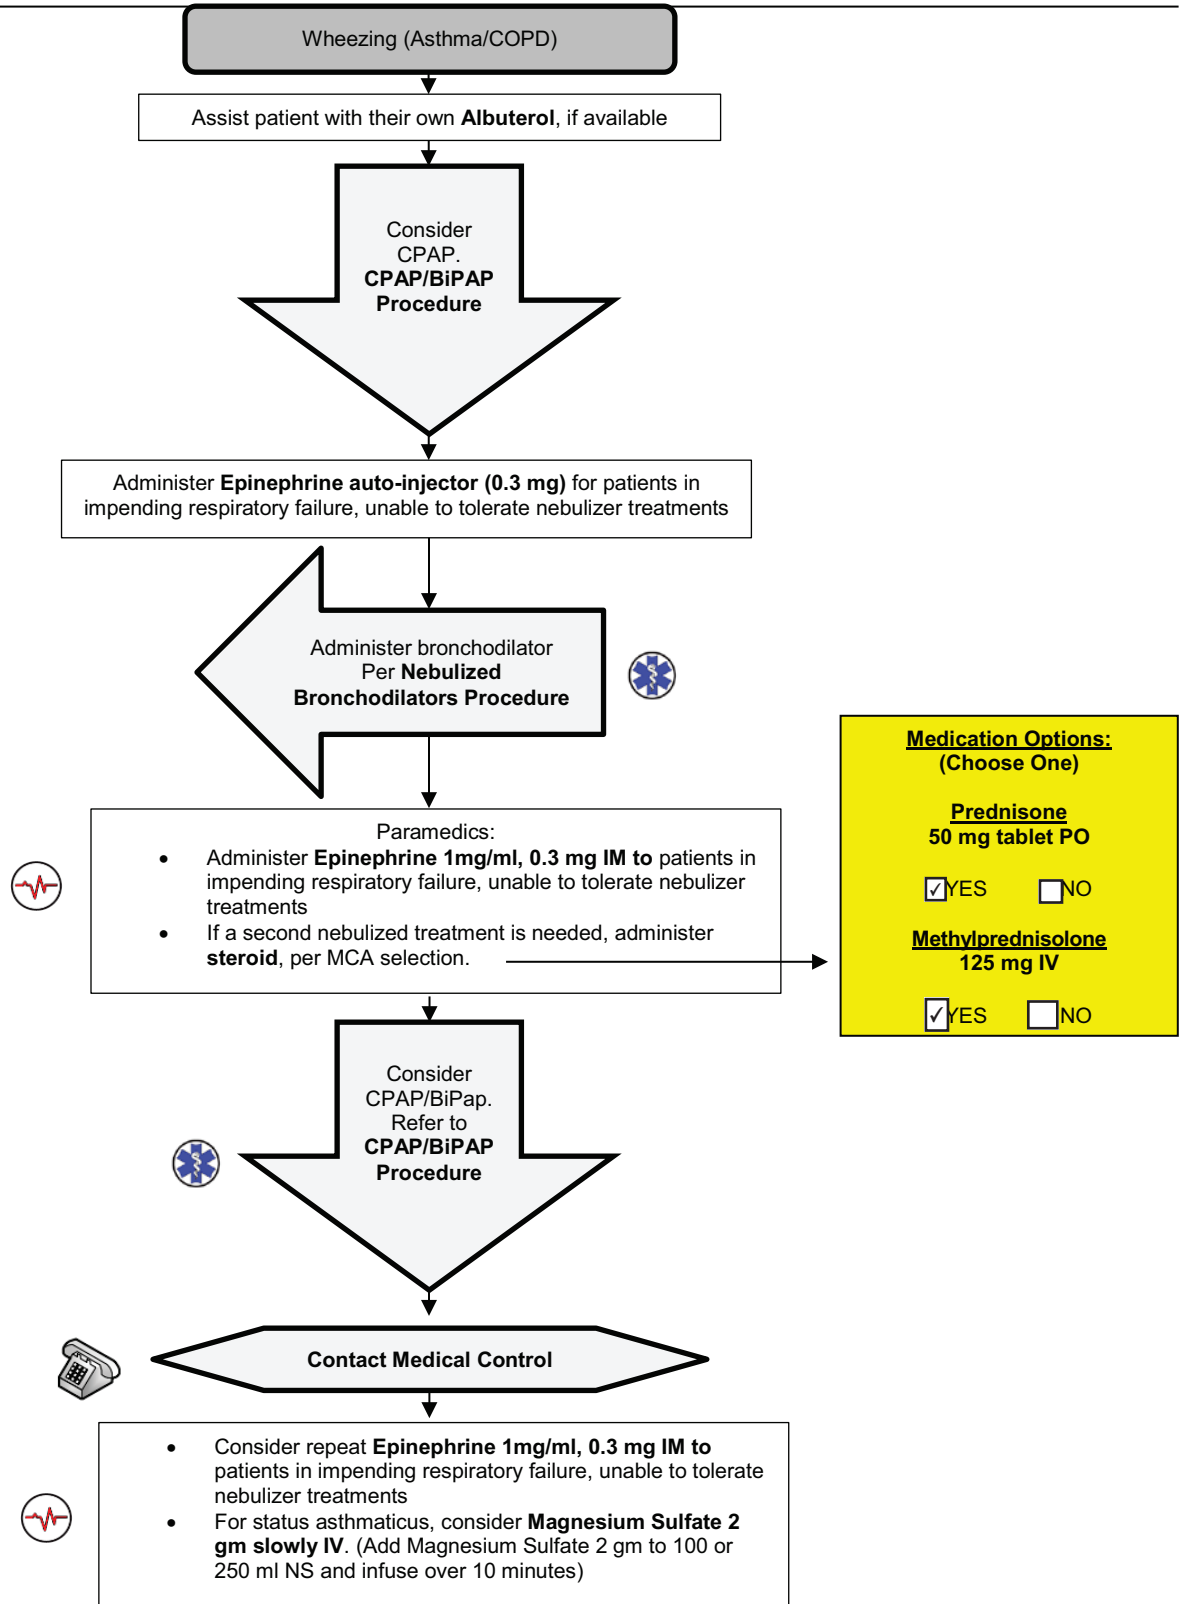 Wheezing (Asthma/COPD)
Assist patient with their own Albuterol, if available
Consider
CPAP.
CPAP/BiPAP
Procedure
Administer Epinephrine auto-injector (0.3 mg) for patients in
impending respiratory failure, unable to tolerate nebulizer treatments
Administer bronchodilator
Per Nebulized
Bronchodilators Procedure
Paramedics:
• Administer Epinephrine 1mg/ml, 0.3 mg IM to patients in
impending respiratory failure, unable to tolerate nebulizer
treatments
• If a second nebulized treatment is needed, administer
steroid, per MCA selection.
Medication Options:
(Choose One)
Prednisone
50 mg tablet PO
☑YES ☐NO
Methylprednisolone
125 mg IV
☑YES ☐NO
Consider
CPAP/BiPap.
Refer to
CPAP/BiPAP
Procedure
Contact Medical Control
• Consider repeat Epinephrine 1mg/ml, 0.3 mg IM to
patients in impending respiratory failure, unable to tolerate
nebulizer treatments
• For status asthmaticus, consider Magnesium Sulfate 2
gm slowly IV. (Add Magnesium Sulfate 2 gm to 100 or
250 ml NS and infuse over 10 minutes)